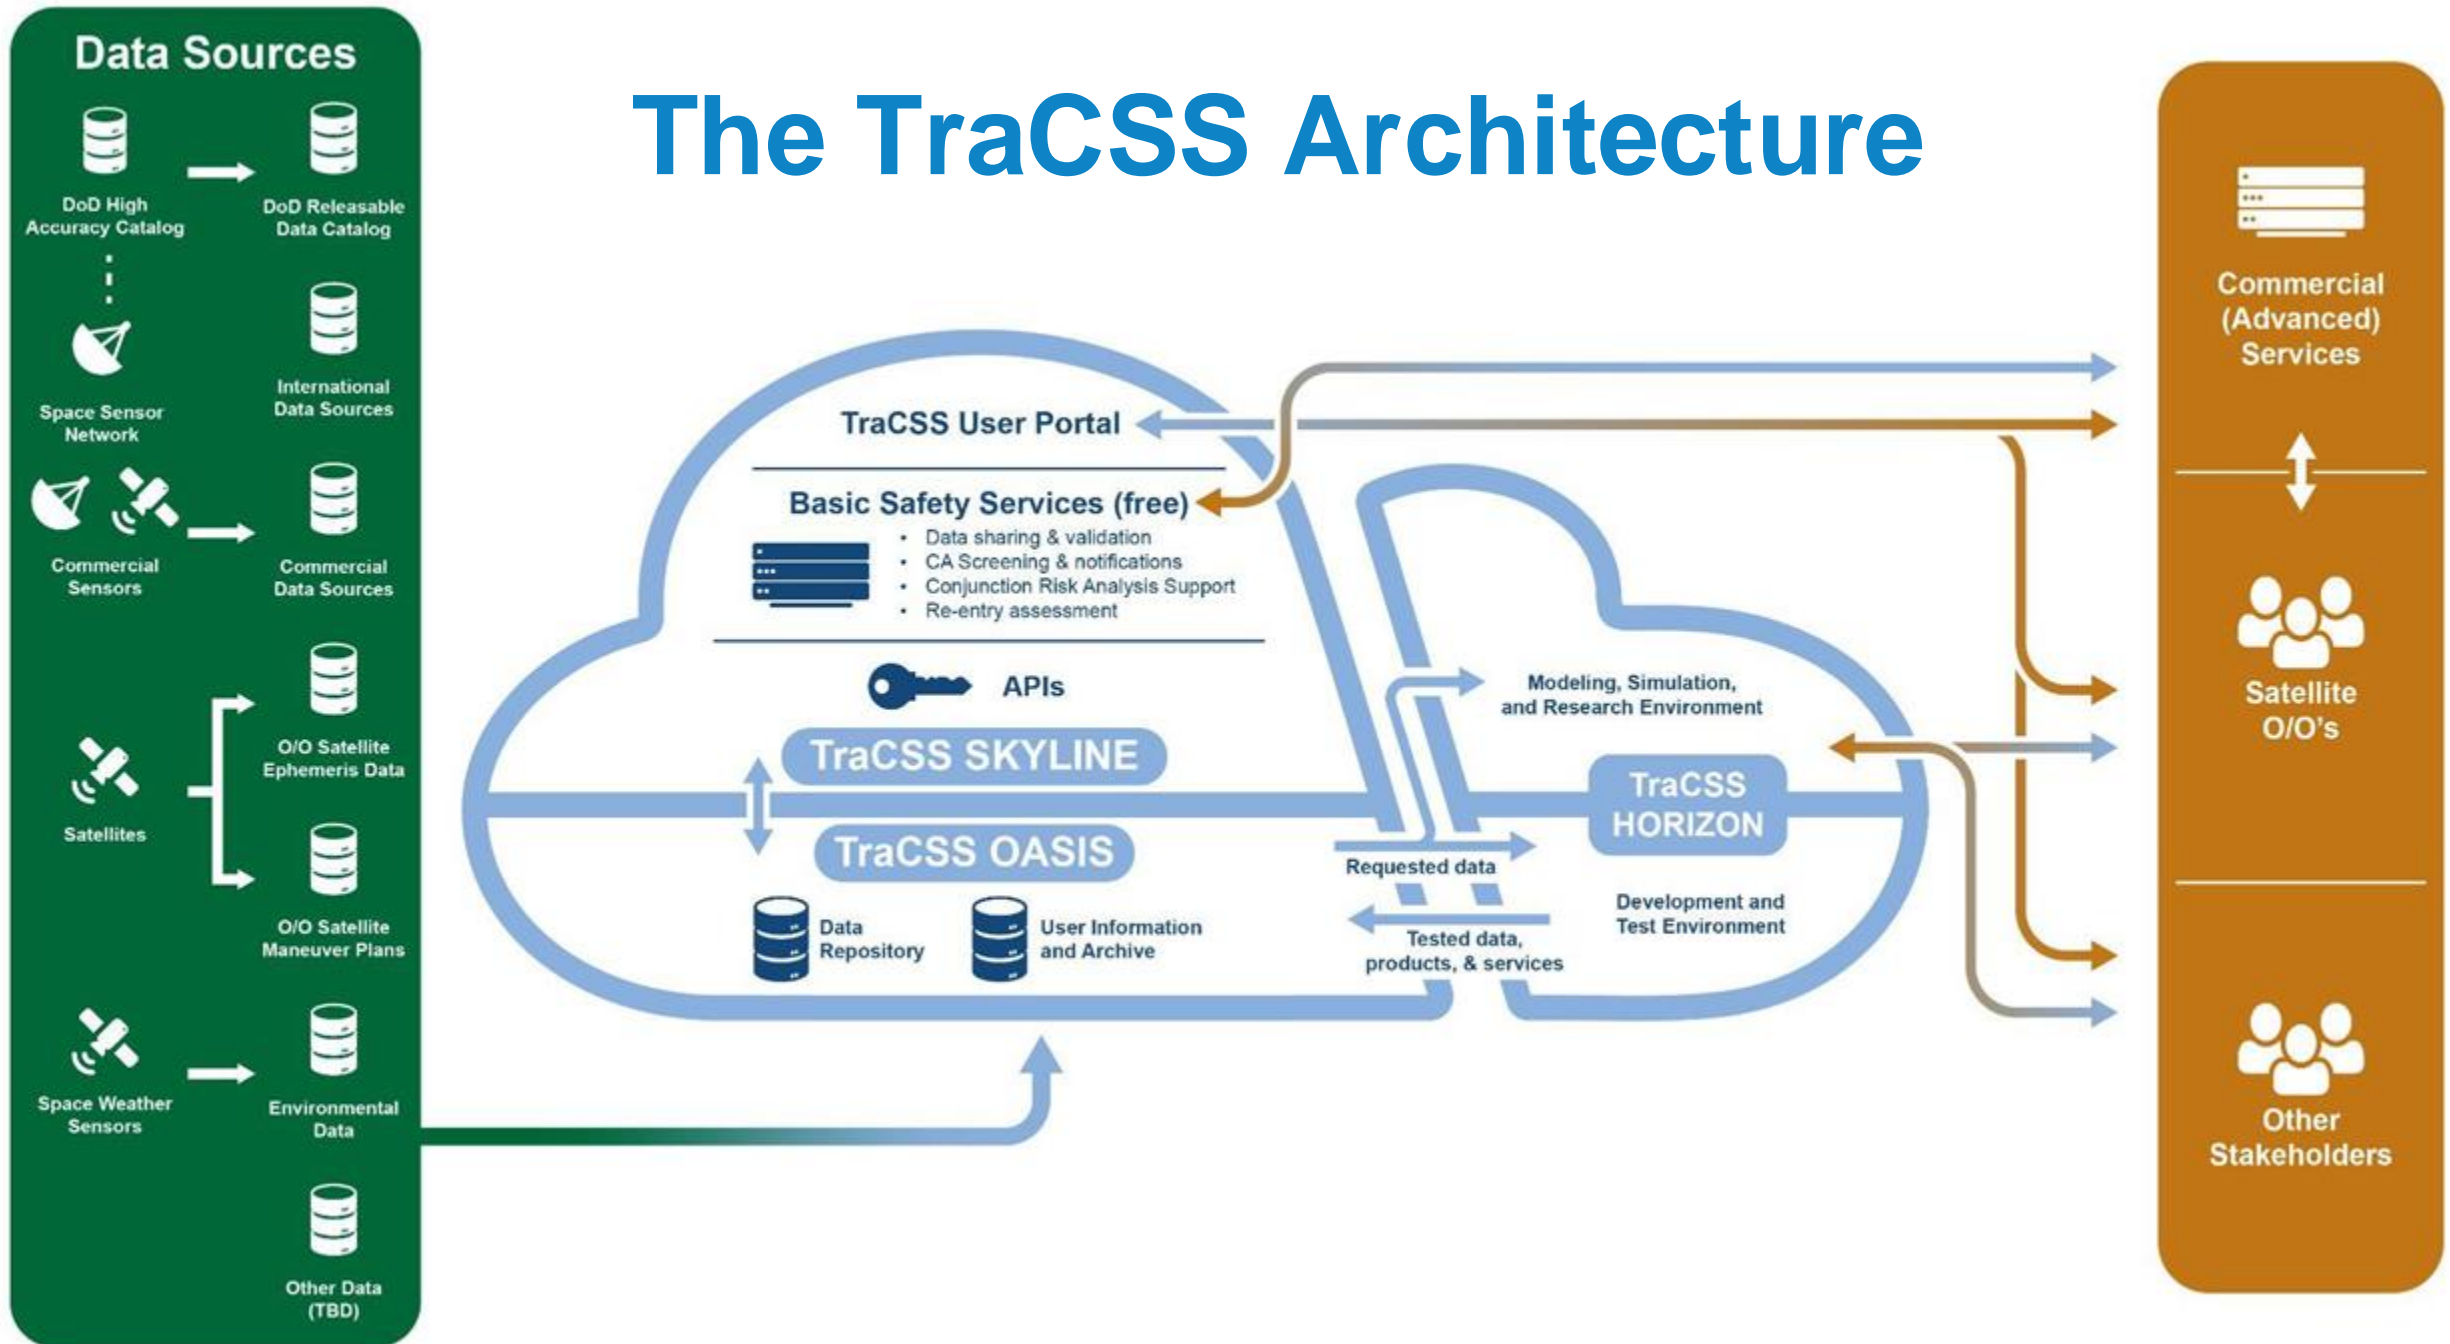 Data Sources
DoD High
Accuracy Catalog
DoD Releasable
Data Catalog
International
Data Sources
Space Sensor
Network
Commercial
Sensors
Commercial
Data Sources
O/O Satellite
Ephemeris Data
Satellites
O/O Satellite
Maneuver Plans
Space Weather
Sensors
Environmental
Data
Other Data
(TBD)
The TraCSS Architecture
TraCSS User Portal
Basic Safety Services (free)
• Data sharing & validation
• CA Screening & notifications
• Conjunction Risk Analysis Support
• Re-entry assessment
APIs
TraCSS SKYLINE
TraCSS OASIS
Data
Repository
User Information
and Archive
Requested data
Tested data,
products, & services
Modeling, Simulation,
and Research Environment
TraCSS
HORIZON
Development and
Test Environment
Commercial
(Advanced)
Services
Satellite
O/O's
Other
Stakeholders